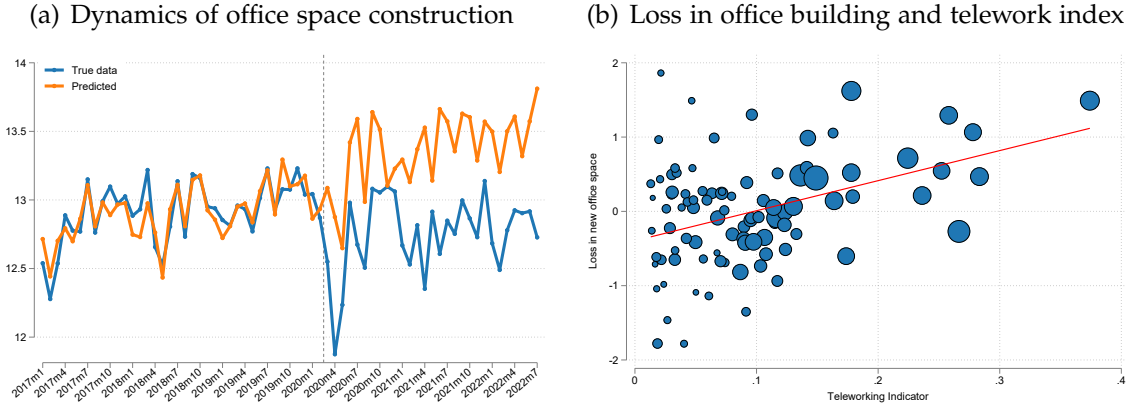 (a) Dynamics of office space construction
14
13.5
13
12.5
12
True data
Predicted
2017m1
2017m4
2017m7
2017m10
2018m1
2018m4
2018m7
2018m10
2019m1
2019m4
2019m7
2019m10
2020m1
2020m4
2020m7
2020m10
2021m1
2021m4
2021m7
2021m10
2022m1
2022m4
2022m7
(b) Loss in office building and telework index
Loss in new office space
2
1
0
-1
-2
0
.1
.2
.3
.4
Teleworking Indicator